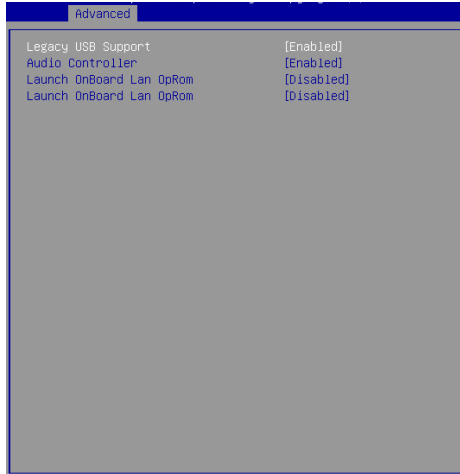 Advanced
Legacy USB Support [Enabled]
Audio Controller [Enabled]
Launch OnBoard Lan OpRom [Disabled]
Launch OnBoard Lan OpRom [Disabled]